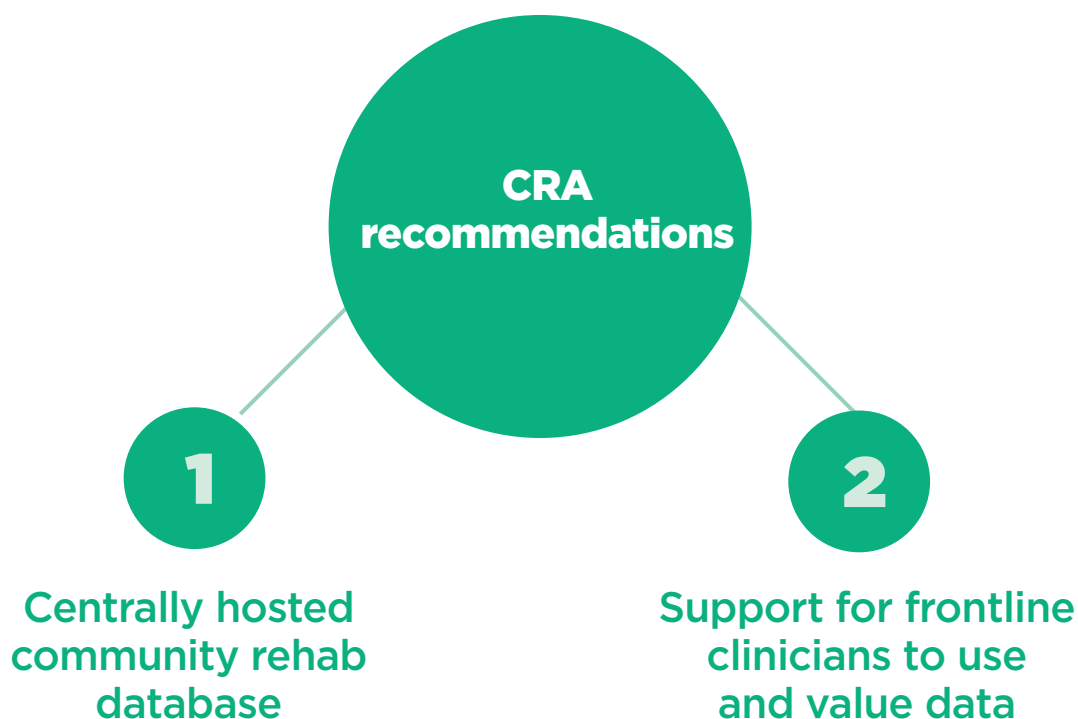 CRA
recommendations
1
Centrally hosted
community rehab
database
2
Support for frontline
clinicians to use
and value data